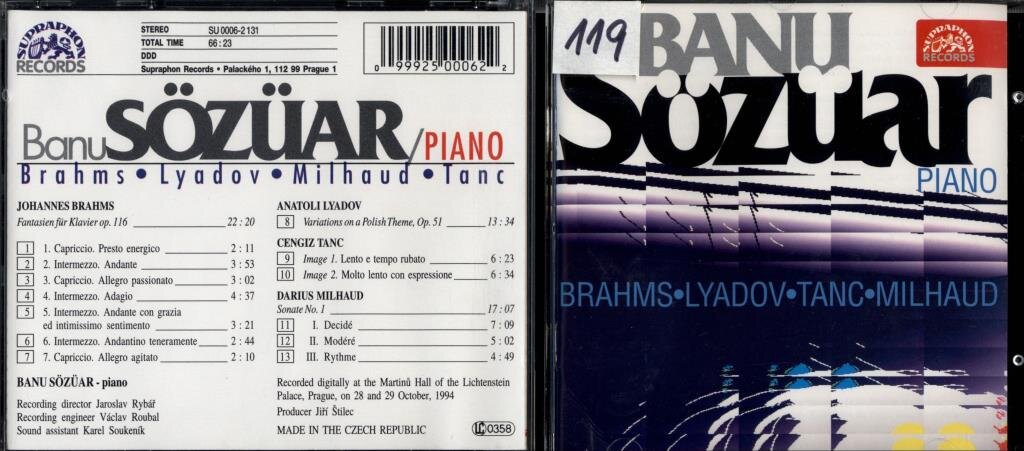 SUPRAPHON
RECORDS
STEREO SU 0006-2 131
TOTAL TIME 66 : 23
DDD
Supraphon Records • Palackého 1, 112 99 Prague 1
0 99925 00062 2
Banu SÖZÜAR/PIANO
Brahms • Lyadov • Milhaud • Tanc
JOHANNES BRAHMS
Fantasien für Klavier op. 116 22 : 20
1 1. Capriccio. Presto energico 2 : 11
2 2. Intermezzo. Andante 3 : 53
3 3. Capriccio. Allegro passionato 3 : 02
4 4. Intermezzo. Adagio 4 : 37
5 5. Intermezzo. Andante con grazia
ed intimissimo sentimento 3 : 21
6 6. Intermezzo. Andantino teneramente 2 : 44
7 7. Capriccio. Allegro agitato 2 : 10
BANU SÖZÜAR - piano
Recording director Jaroslav Rybář
Recording engineer Václav Roubal
Sound assistant Karel Soukeník
ANATOLI LYADOV
8 Variations on a Polish Theme, Op. 51 13 : 34
CENGIZ TANC
9 Image 1. Lento e tempo rubato 6 : 23
10 Image 2. Molto lento con espressione 6 : 34
DARIUS MILHAUD
Sonate No. 1 17 : 07
11 I. Decidé 7 : 09
12 II. Modéré 5 : 02
13 III. Rythme 4 : 49
Recorded digitally at the Martinů Hall of the Lichtenstein
Palace, Prague, on 28 and 29 October, 1994
Producer Jiří Štilec
MADE IN THE CZECH REPUBLIC
LC 0358
119
BANU
Sözüar
PIANO
SUPRAPHON
RECORDS
BRAHMS•LYADOV•TANC•MILHAUD